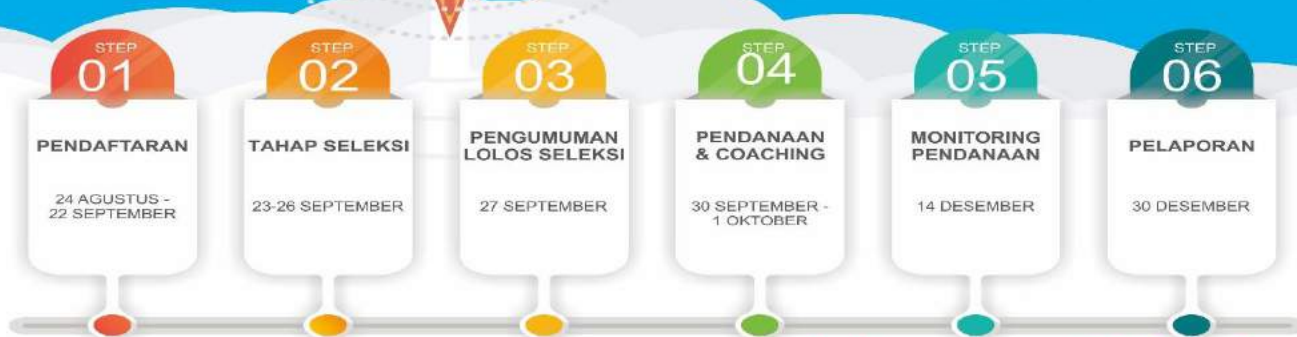 STEP
01
PENDAFTARAN
24 AGUSTUS -
22 SEPTEMBER
STEP
02
TAHAP SELEKSI
23-26 SEPTEMBER
STEP
03
PENGUMUMAN
LOLOS SELEKSI
27 SEPTEMBER
STEP
04
PENDANAAN
& COACHING
30 SEPTEMBER -
1 OKTOBER
STEP
05
MONITORING
PENDANAAN
14 DESEMBER
STEP
06
PELAPORAN
30 DESEMBER